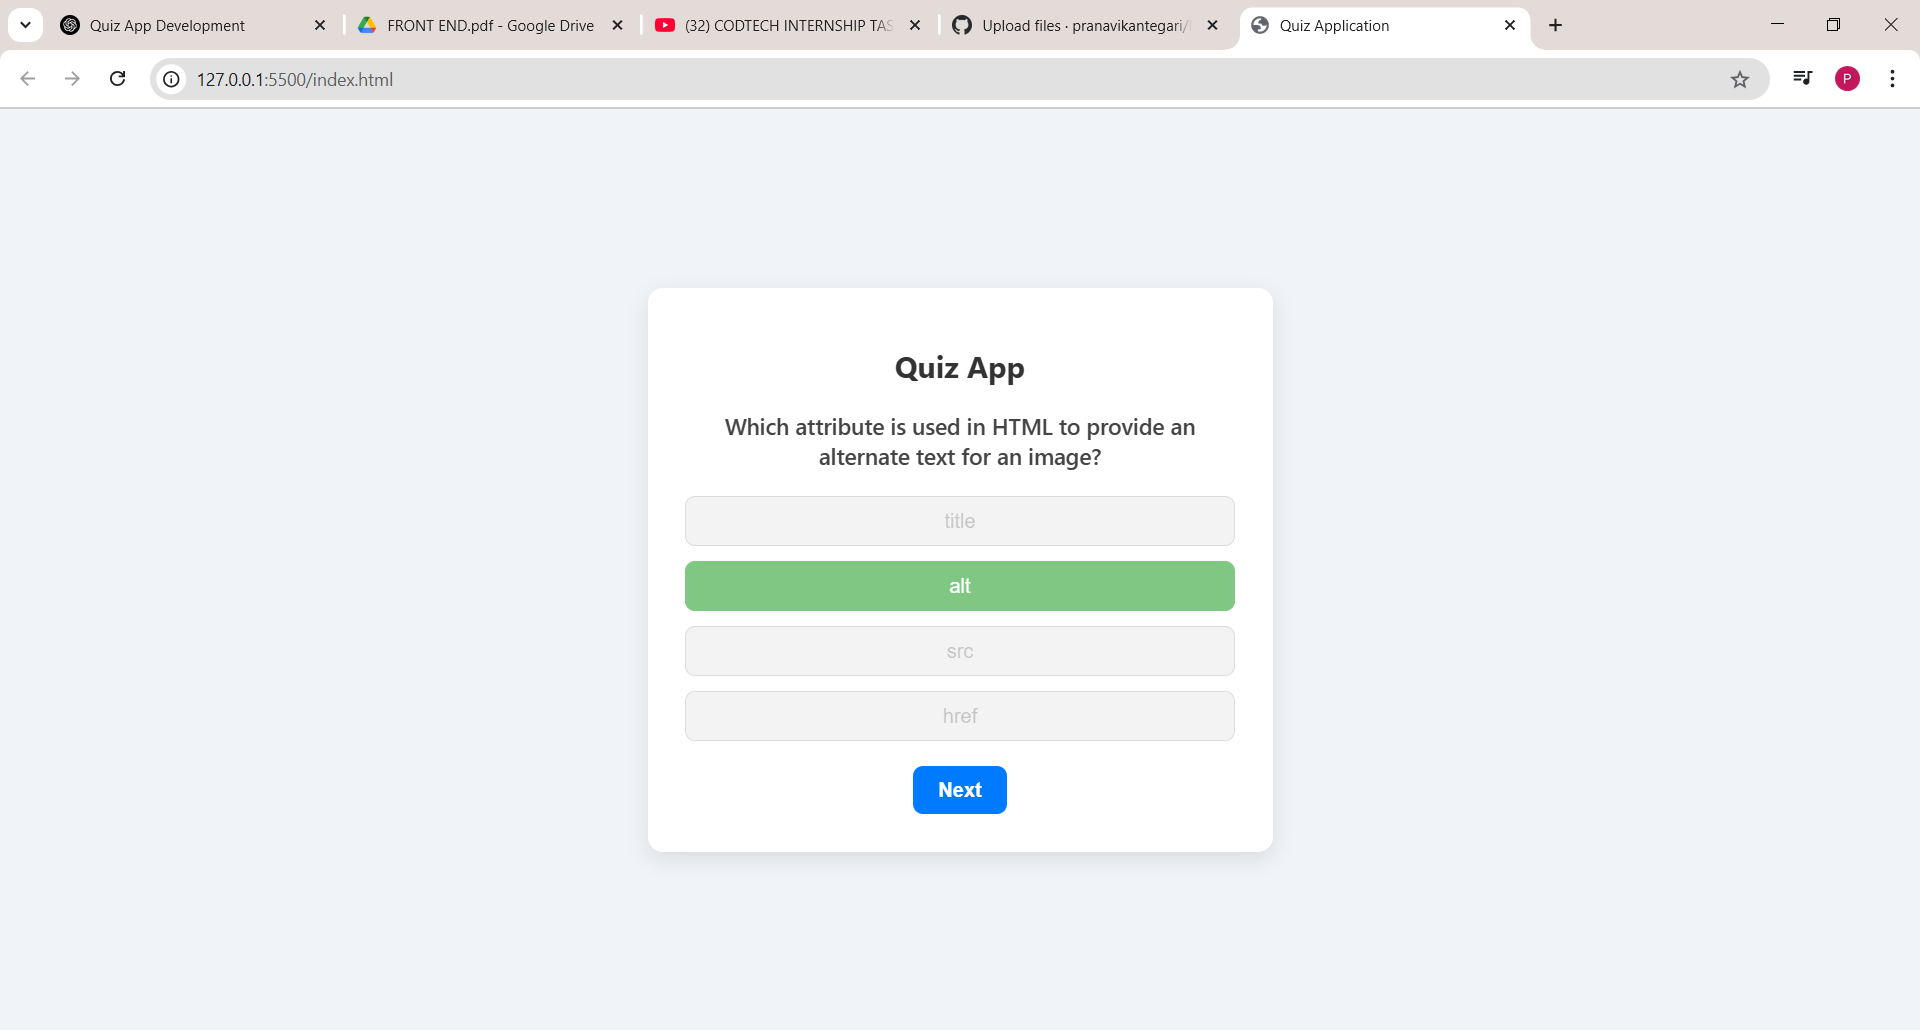 Quiz App Development
FRONT END.pdf - Google Drive
(32) CODTECH INTERNSHIP TAS
Upload files · pranavikantegari/
Quiz Application
127.0.0.1:5500/index.html
P
Quiz App
Which attribute is used in HTML to provide an
alternate text for an image?
title
alt
src
href
Next